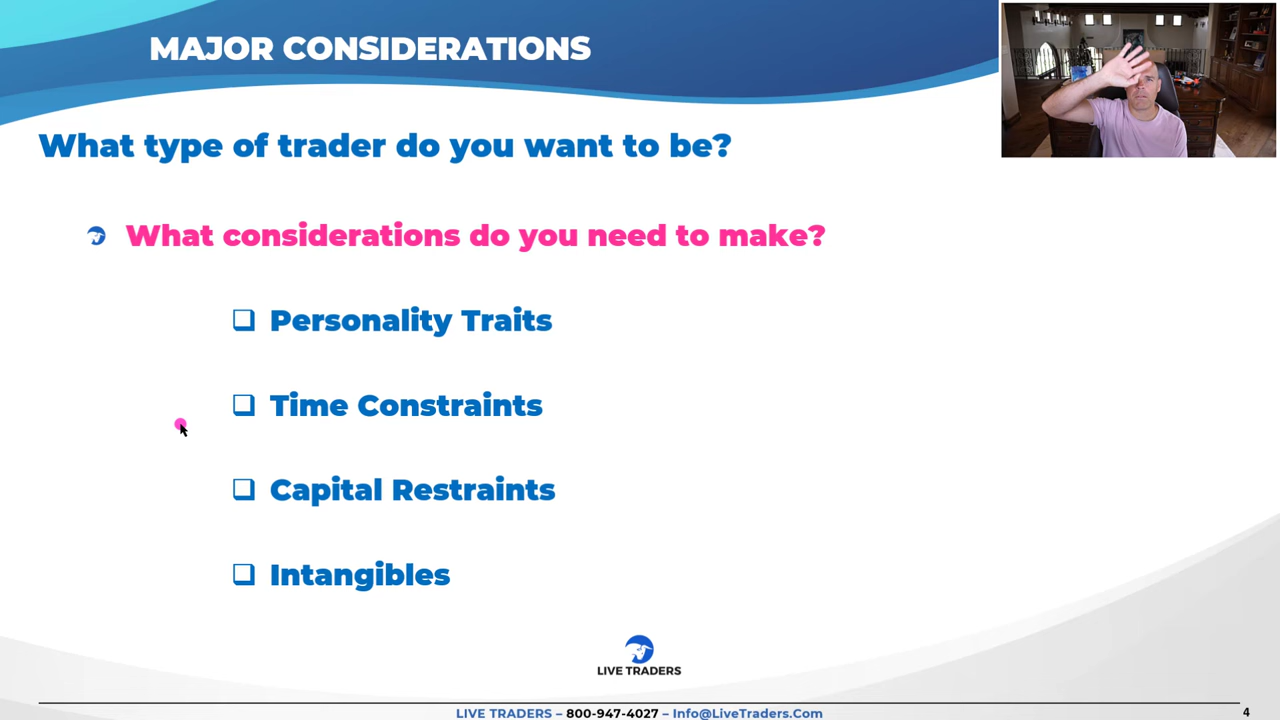 MAJOR CONSIDERATIONS
What type of trader do you want to be?
What considerations do you need to make?
Personality Traits
Time Constraints
Capital Restraints
Intangibles
LIVE TRADERS
LIVE TRADERS – 800-947-4027 – Info@LiveTraders.Com
4